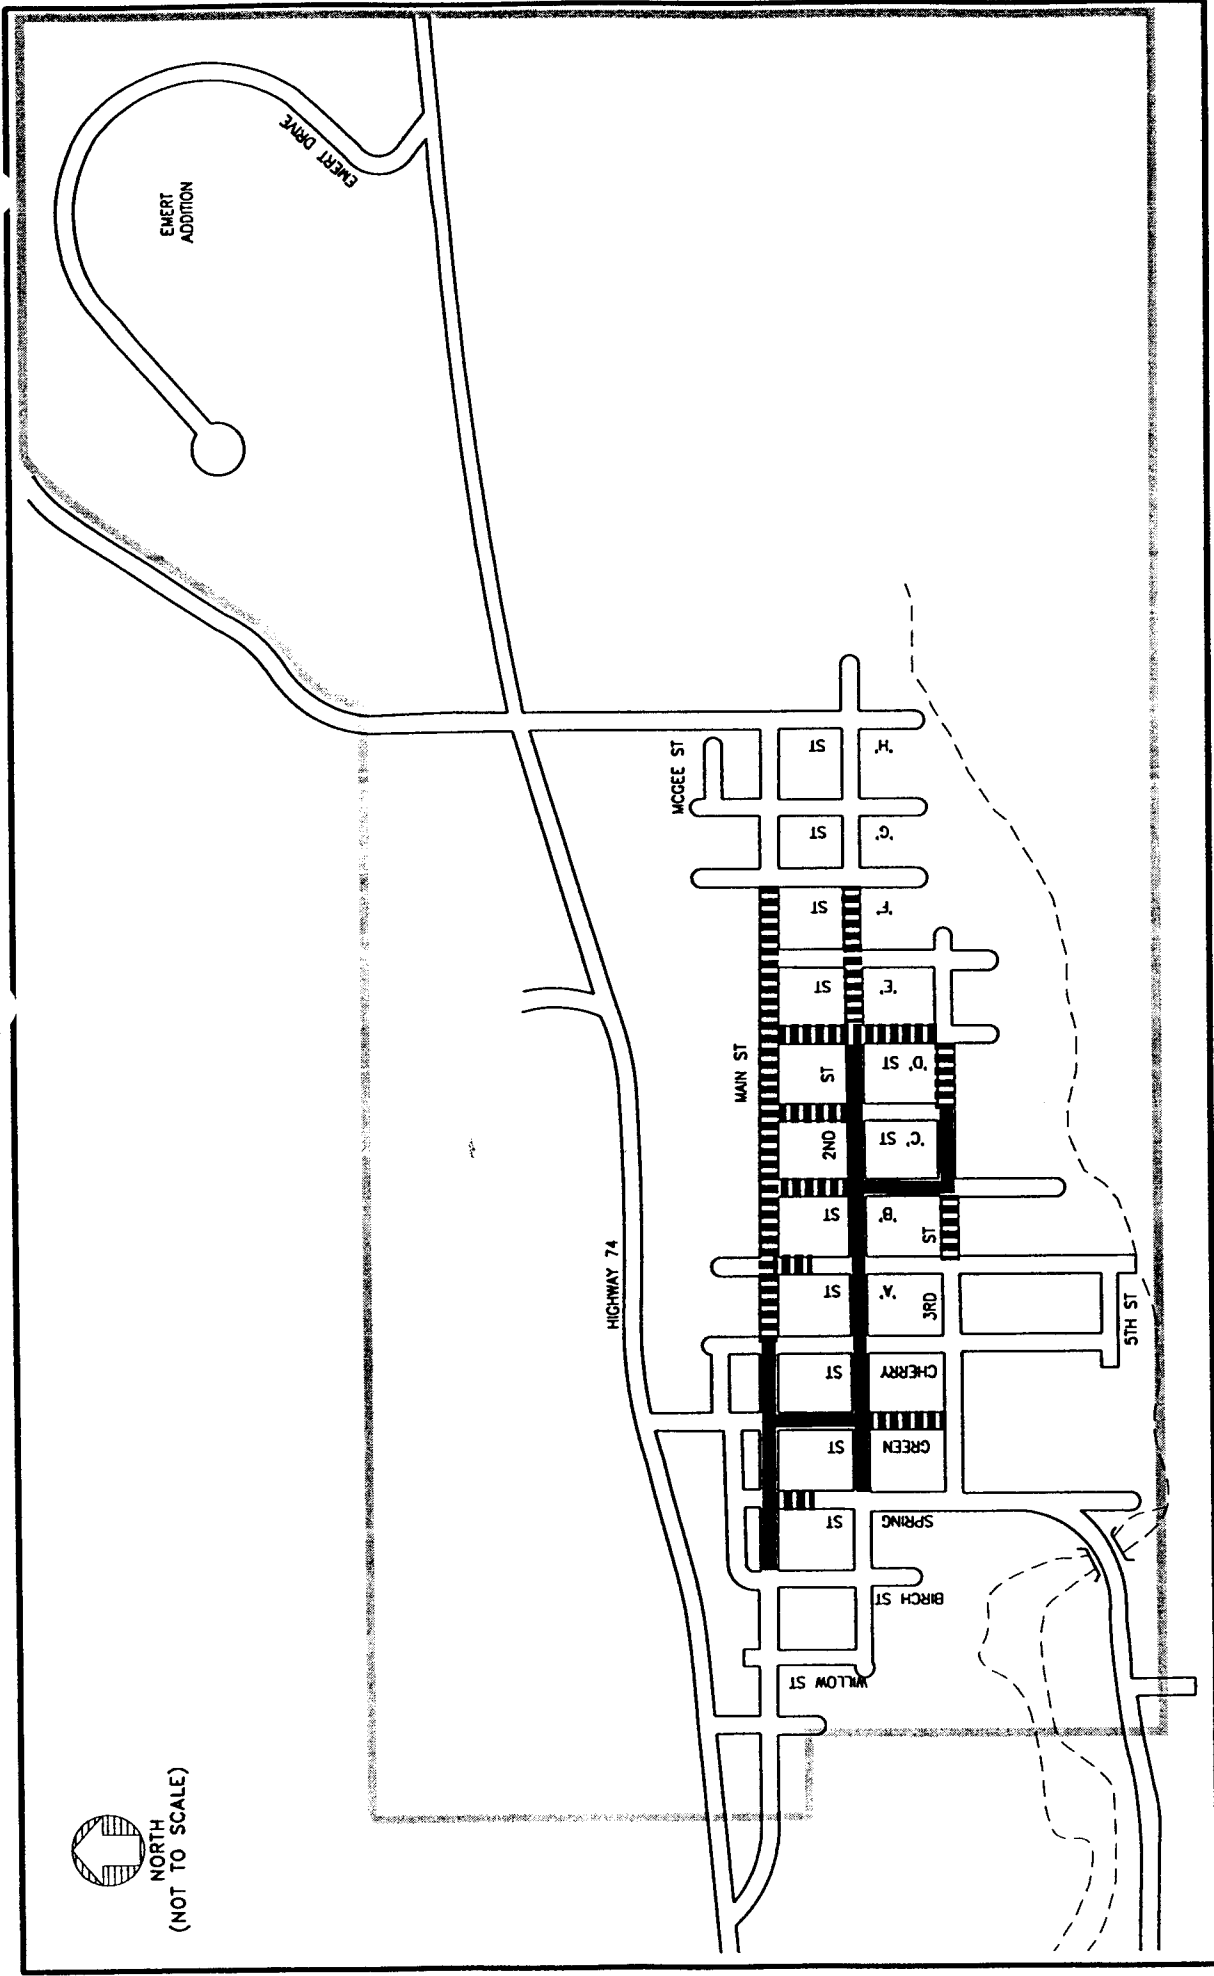 EMERT DRIVE
EMERT
ADDITION
MCGEE ST
'H' ST
'G' ST
'F' ST
'E' ST
MAIN ST
'D' ST
2ND ST
'C' ST
'B' ST
3RD ST
HIGHWAY 74
'A' ST
5TH ST
CHERRY ST
GREEN ST
SPRING ST
BIRCH ST
WILLOW ST
NORTH
(NOT TO SCALE)